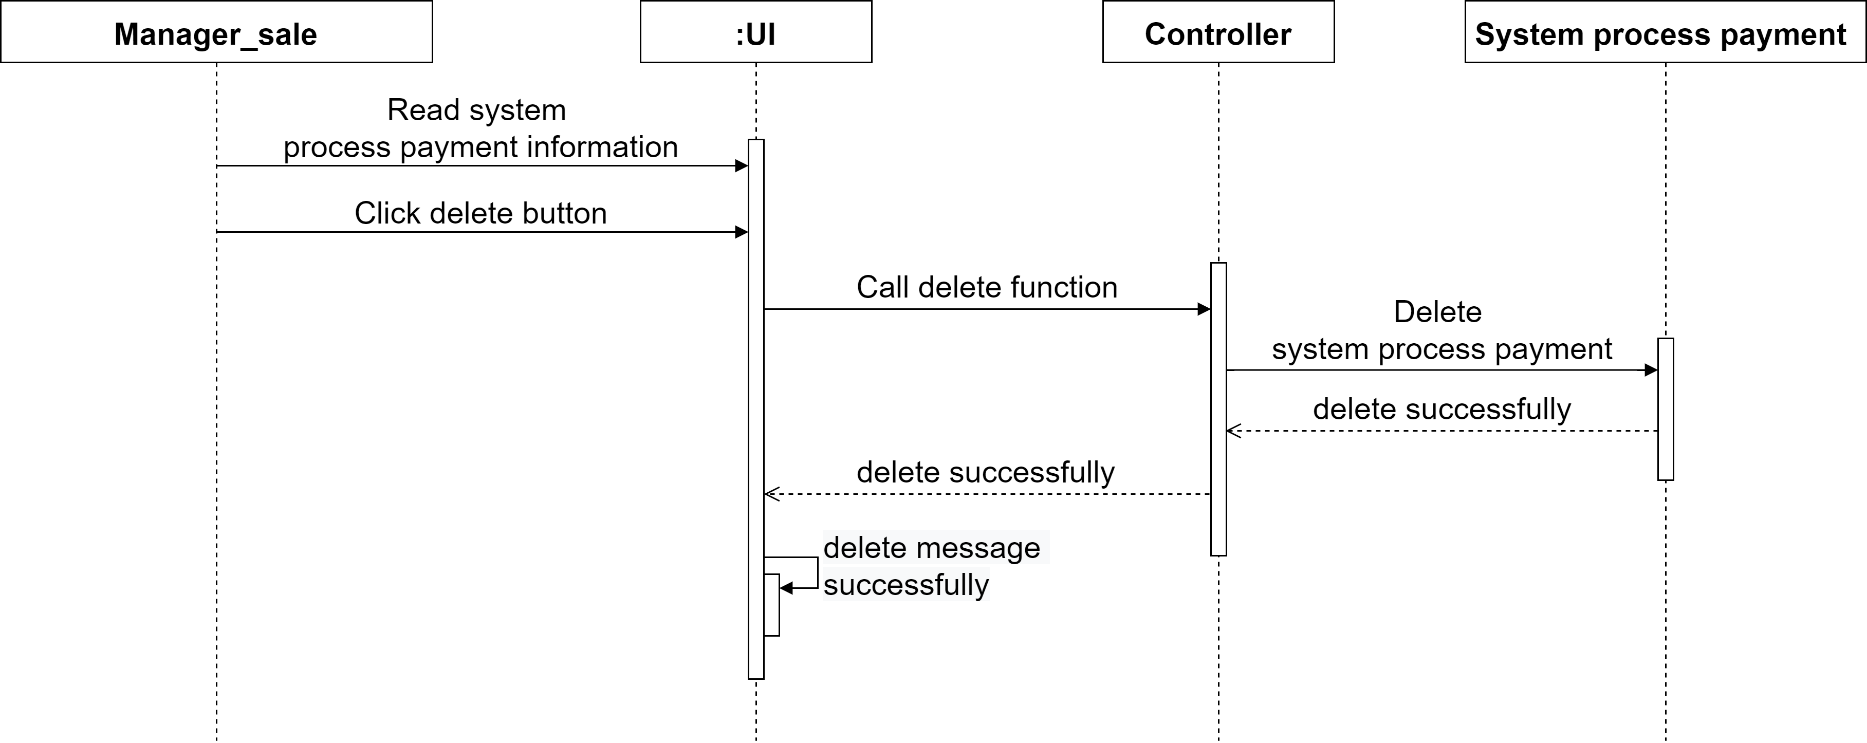 Manager_sale
:UI
Controller
System process payment
Read system
process payment information
Click delete button
Call delete function
Delete
system process payment
delete successfully
delete successfully
delete message
successfully